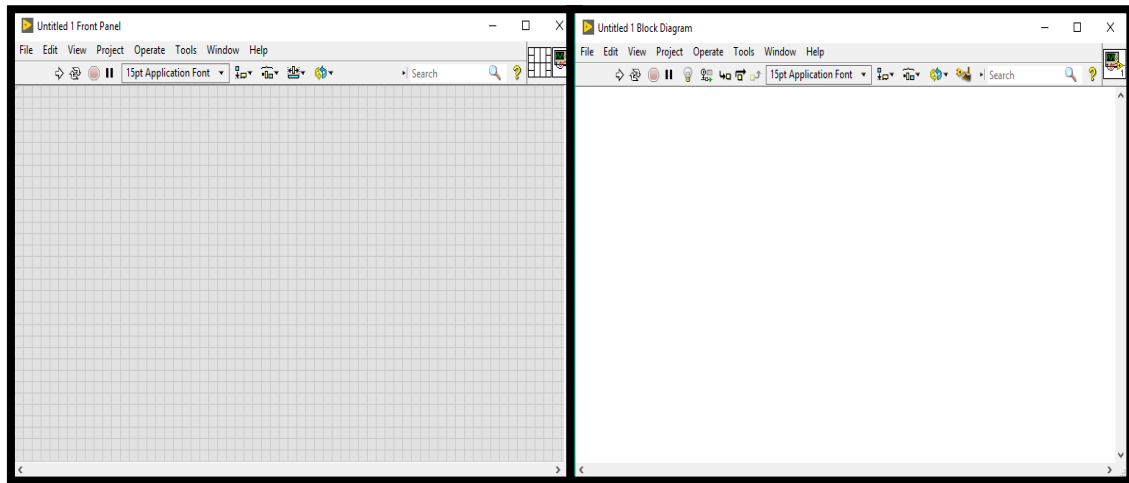 Untitled 1 Front Panel
File Edit View Project Operate Tools Window Help
15pt Application Font Search
Untitled 1 Block Diagram
File Edit View Project Operate Tools Window Help
15pt Application Font Search
1